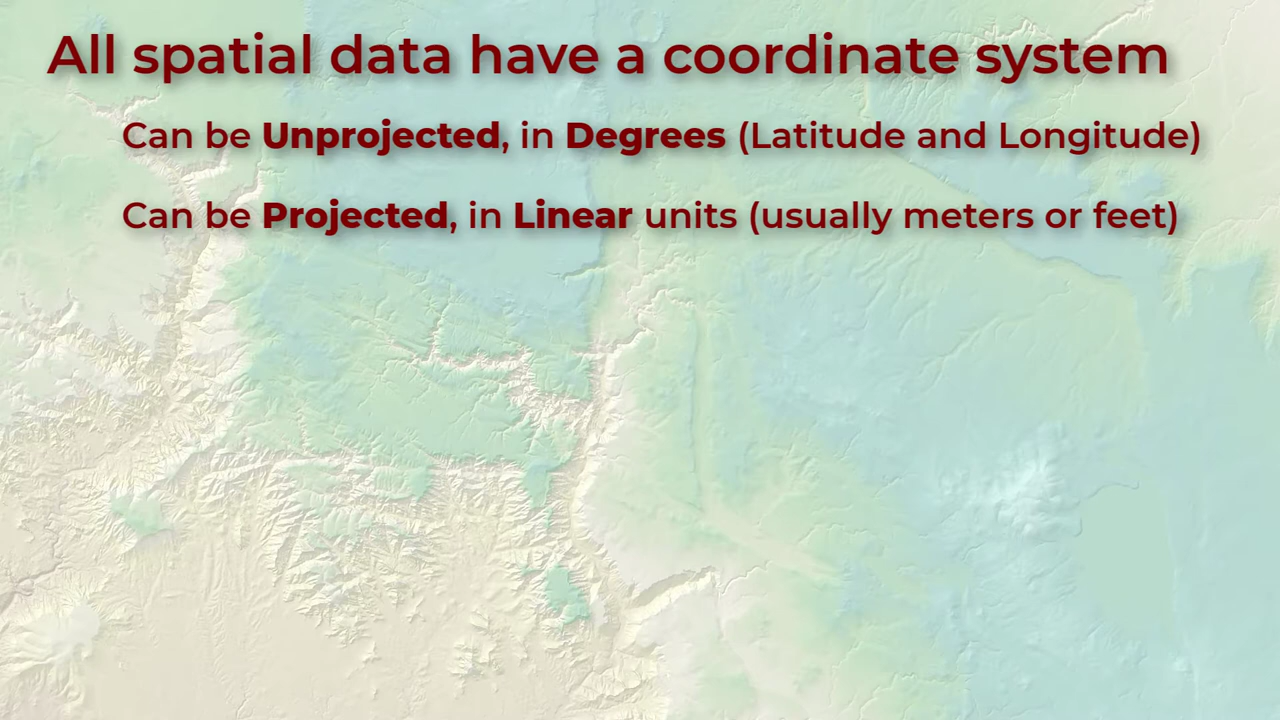 All spatial data have a coordinate system
Can be Unprojected, in Degrees (Latitude and Longitude)
Can be Projected, in Linear units (usually meters or feet)